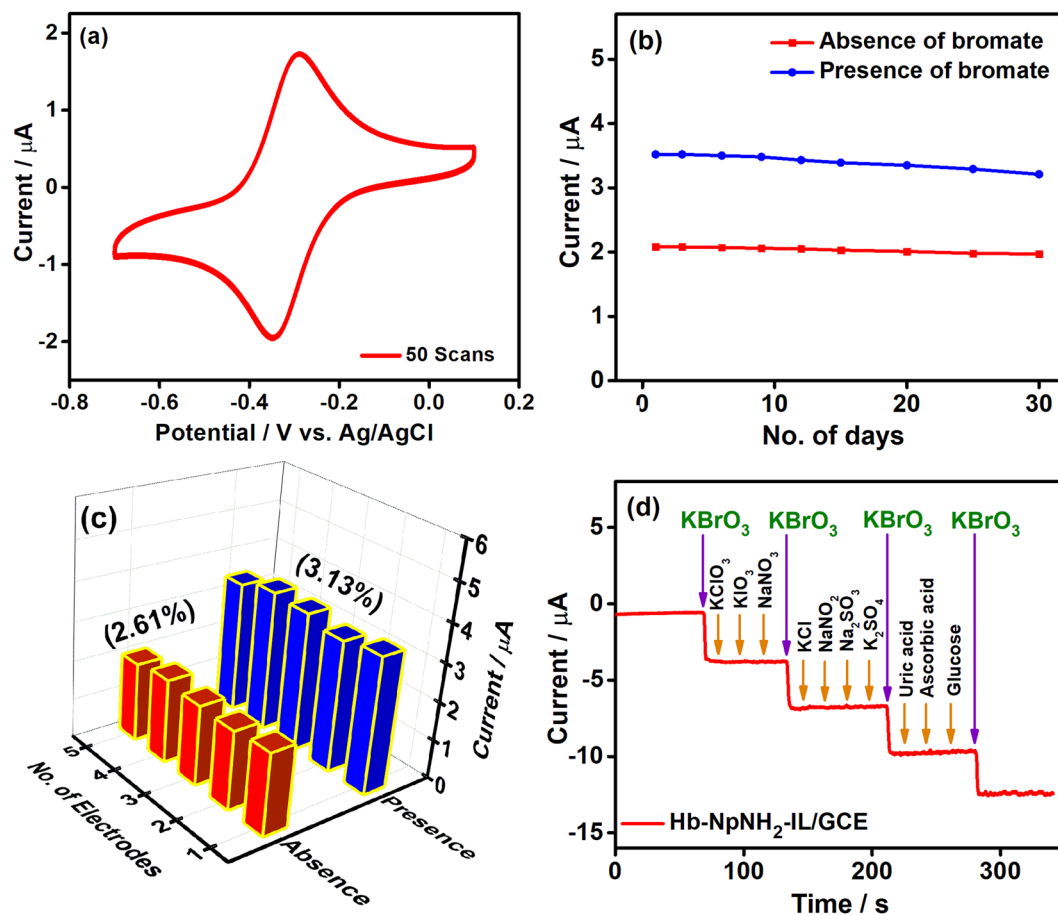 (a)
2
1
0
-1
-2
Current / μA
50 Scans
-0.8
-0.6
-0.4
-0.2
0.0
0.2
Potential / V vs. Ag/AgCl
(b)
Absence of bromate
Presence of bromate
5
4
3
2
1
0
Current / μA
0
10
20
30
No. of days
(c)
(2.61%)
(3.13%)
6
5
4
3
2
1
0
Current / μA
5
4
3
2
1
No. of Electrodes
Absence
Presence
(d)
5
0
-5
-10
-15
Current / μA
KBrO₃
KBrO₃
KBrO₃
KBrO₃
KClO₃
KIO₃
NaNO₃
KCl
NaNO₂
Na₂SO₃
K₂SO₄
Uric acid
Ascorbic acid
Glucose
Hb-NpNH₂-IL/GCE
0
100
200
300
Time / s